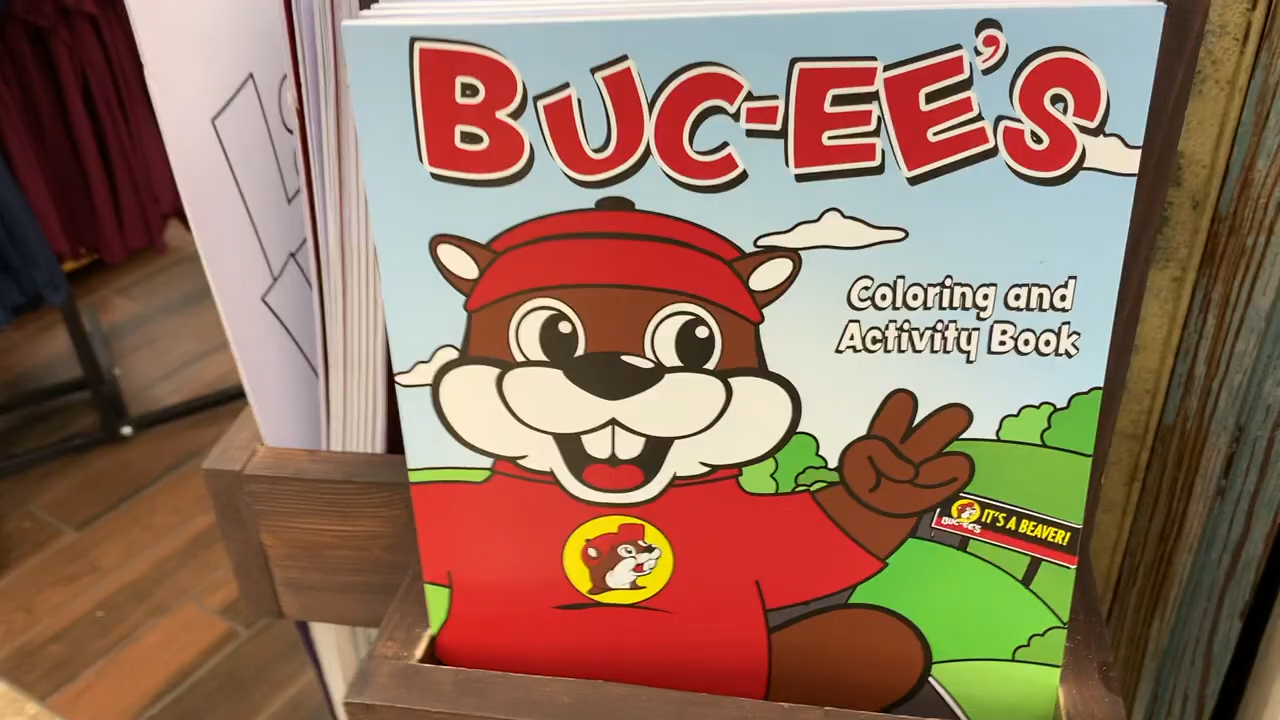 BUC-EE'S
Coloring and
Activity Book
BUC-EE'S
IT'S A BEAVER!